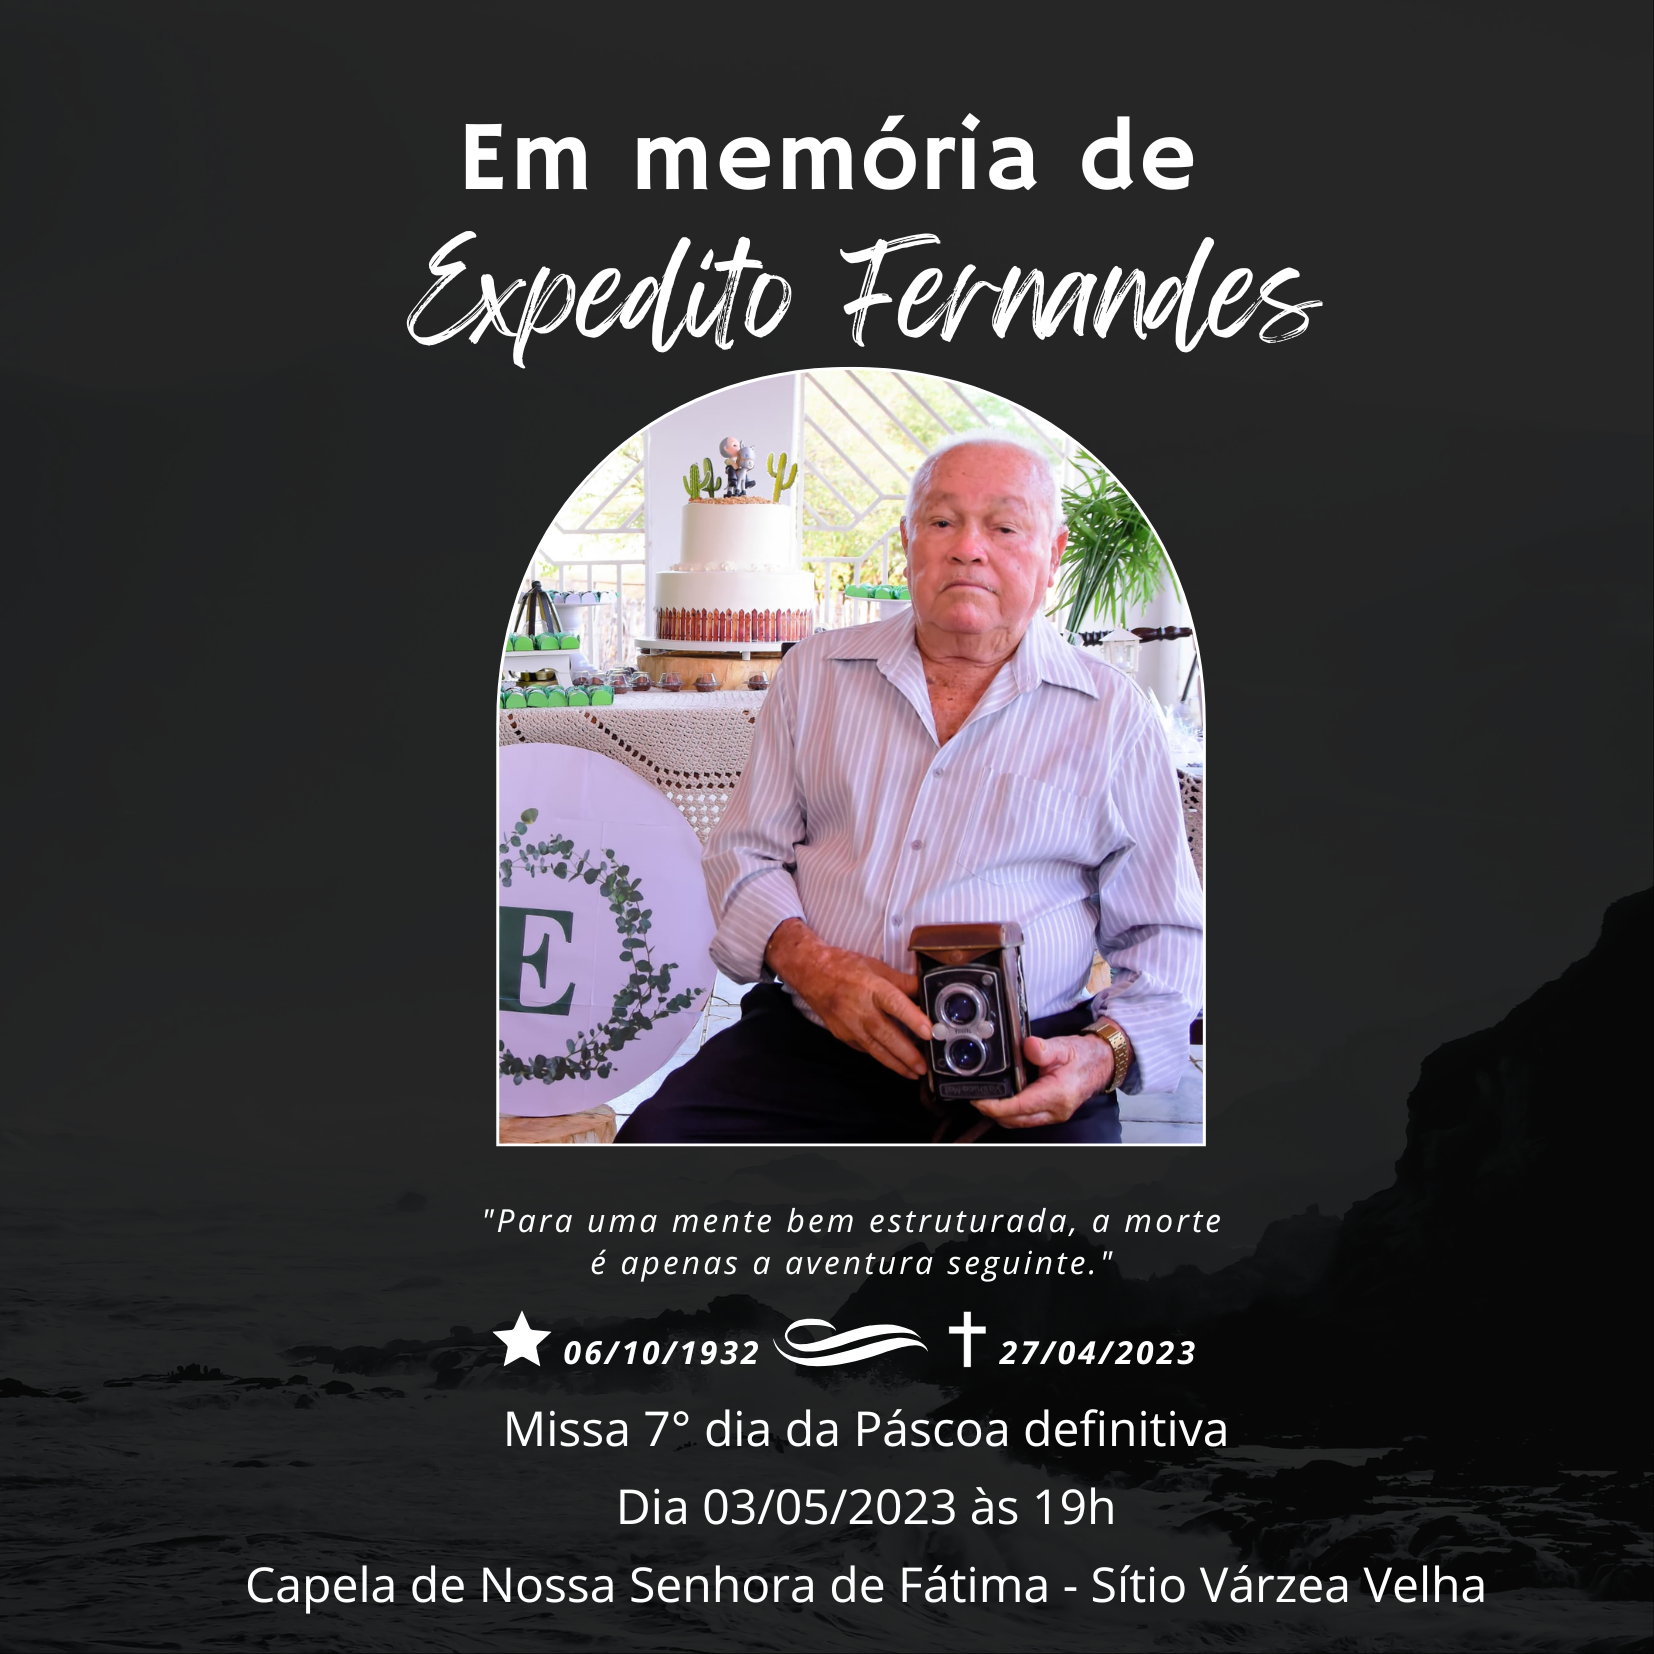 Em memória de
Expedito Fernandes
E
Yashica-Mat
"Para uma mente bem estruturada, a morte
é apenas a aventura seguinte."
06/10/1932 27/04/2023
Missa 7° dia da Páscoa definitiva
Dia 03/05/2023 às 19h
Capela de Nossa Senhora de Fátima - Sítio Várzea Velha